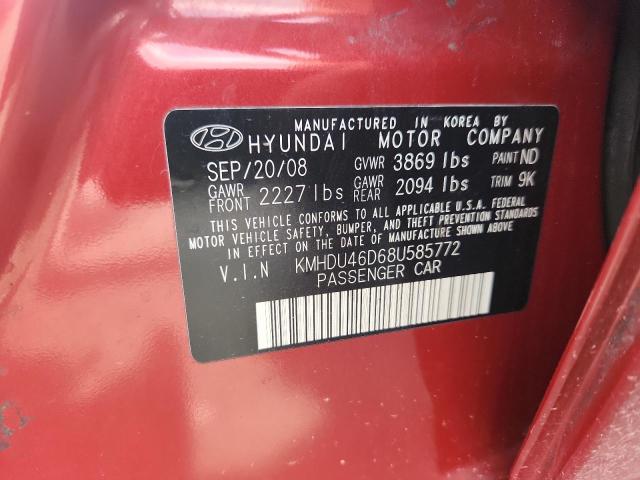 MANUFACTURED IN KOREA BY
HYUNDAI MOTOR COMPANY
SEP/20/08 GVWR 3869 lbs PAINT ND
GAWR FRONT 2227 lbs GAWR REAR 2094 lbs TRIM 9K
THIS VEHICLE CONFORMS TO ALL APPLICABLE U.S.A. FEDERAL
MOTOR VEHICLE SAFETY, BUMPER, AND THEFT PREVENTION STANDARDS
IN EFFECT ON THE DATE OF MANUFACTURE SHOWN ABOVE.
V.I.N KMHDU46D68U585772
PASSENGER CAR